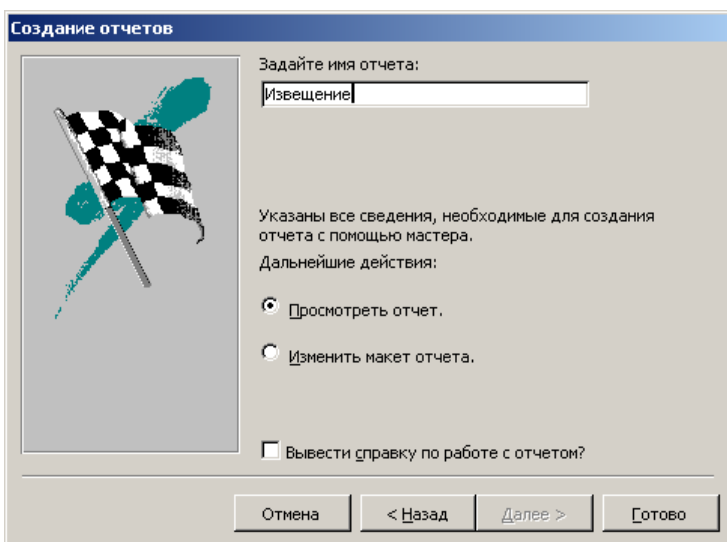 Создание отчетов
Задайте имя отчета:
Извещение
Указаны все сведения, необходимые для создания
отчета с помощью мастера.
Дальнейшие действия:
Просмотреть отчет.
Изменить макет отчета.
Вывести справку по работе с отчетом?
Отмена
< Назад
Далее >
Готово